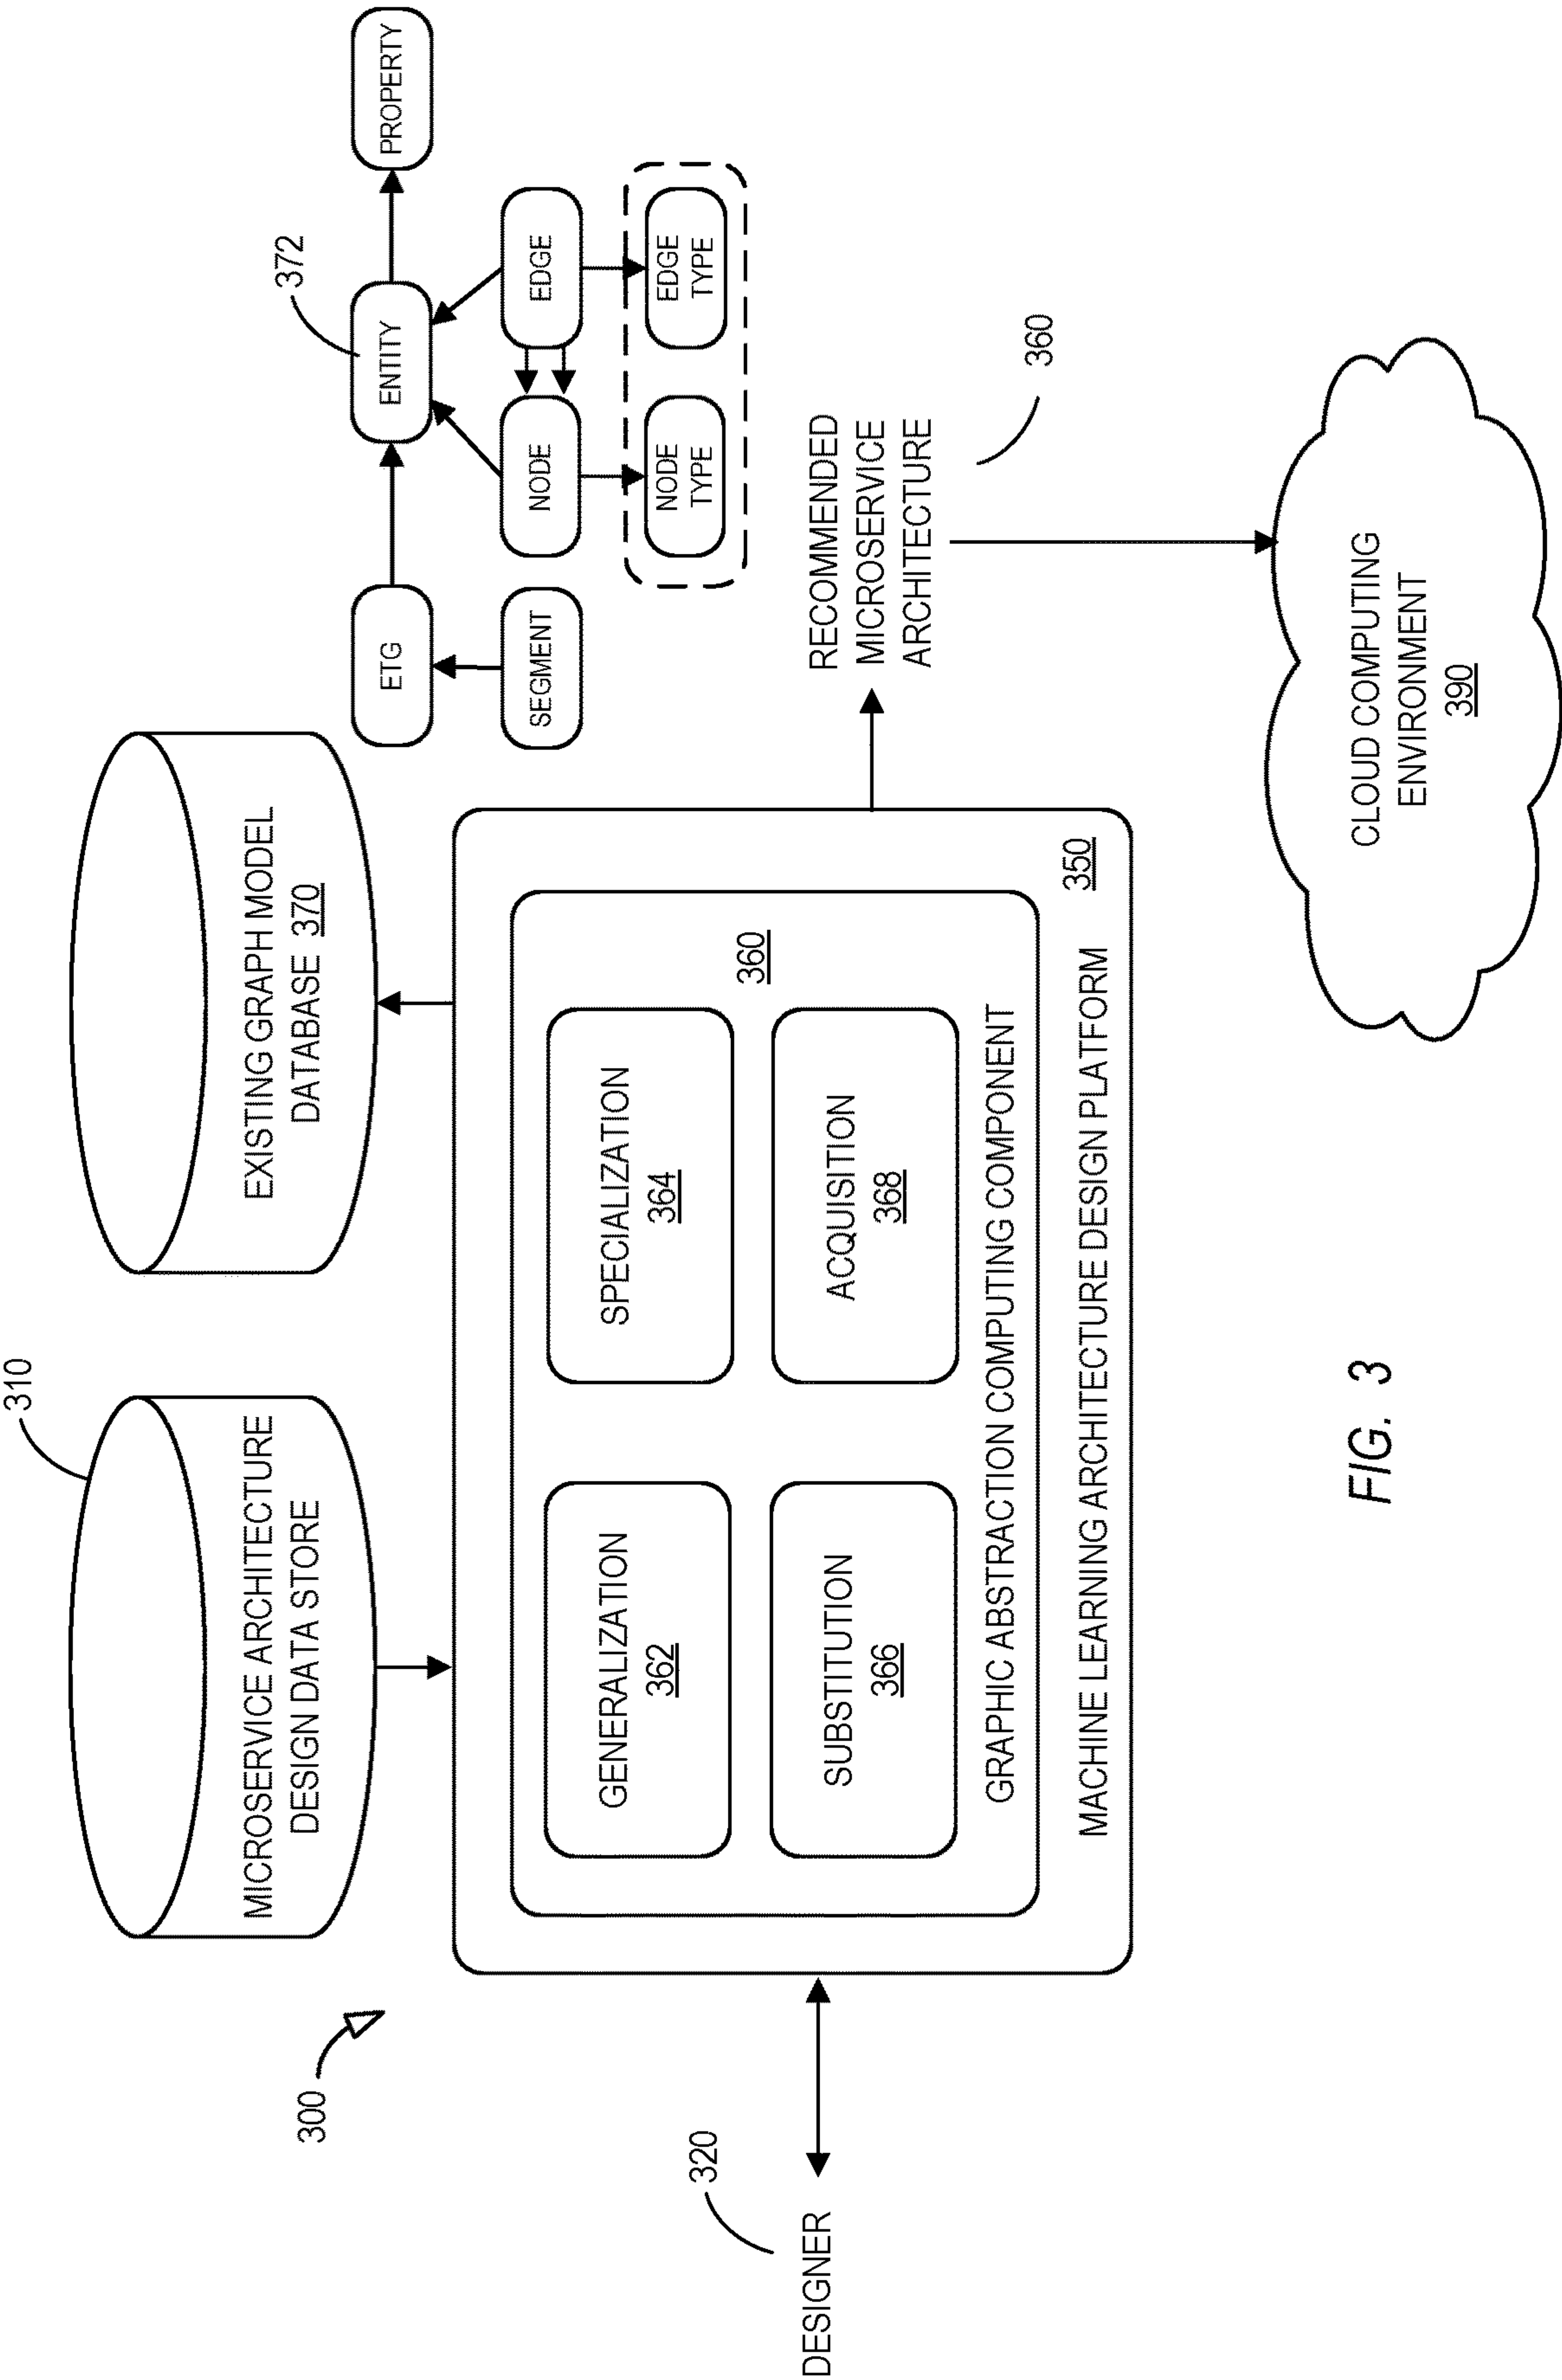 300
310
MICROSERVICE ARCHITECTURE
DESIGN DATA STORE
EXISTING GRAPH MODEL
DATABASE 370
372
ETG
ENTITY
PROPERTY
SEGMENT
NODE
EDGE
NODE
TYPE
EDGE
TYPE
320
DESIGNER
GENERALIZATION
362
SPECIALIZATION
364
SUBSTITUTION
366
ACQUISITION
368
360
GRAPHIC ABSTRACTION COMPUTING COMPONENT
350
MACHINE LEARNING ARCHITECTURE DESIGN PLATFORM
RECOMMENDED
MICROSERVICE
ARCHITECTURE
360
CLOUD COMPUTING
ENVIRONMENT
390
FIG. 3